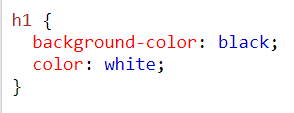 h1 {
  background-color: black;
  color: white;
}